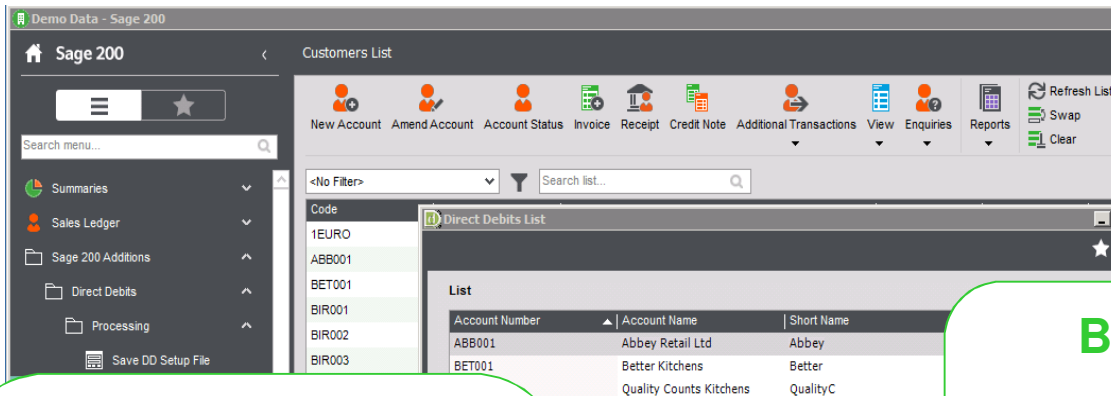 Demo Data - Sage 200
Sage 200
Customers List
New Account Amend Account Account Status Invoice Receipt Credit Note Additional Transactions View Enquiries Reports
Refresh List
Swap
Clear
Search menu...
<No Filter>
Search list...
Summaries
Sales Ledger
Sage 200 Additions
Direct Debits
Processing
Save DD Setup File
Code
1EURO
ABB001
BET001
BIR001
BIR002
BIR003
Direct Debits List
List
Account Number Account Name Short Name
ABB001 Abbey Retail Ltd Abbey
BET001 Better Kitchens Better
Quality Counts Kitchens QualityC
B